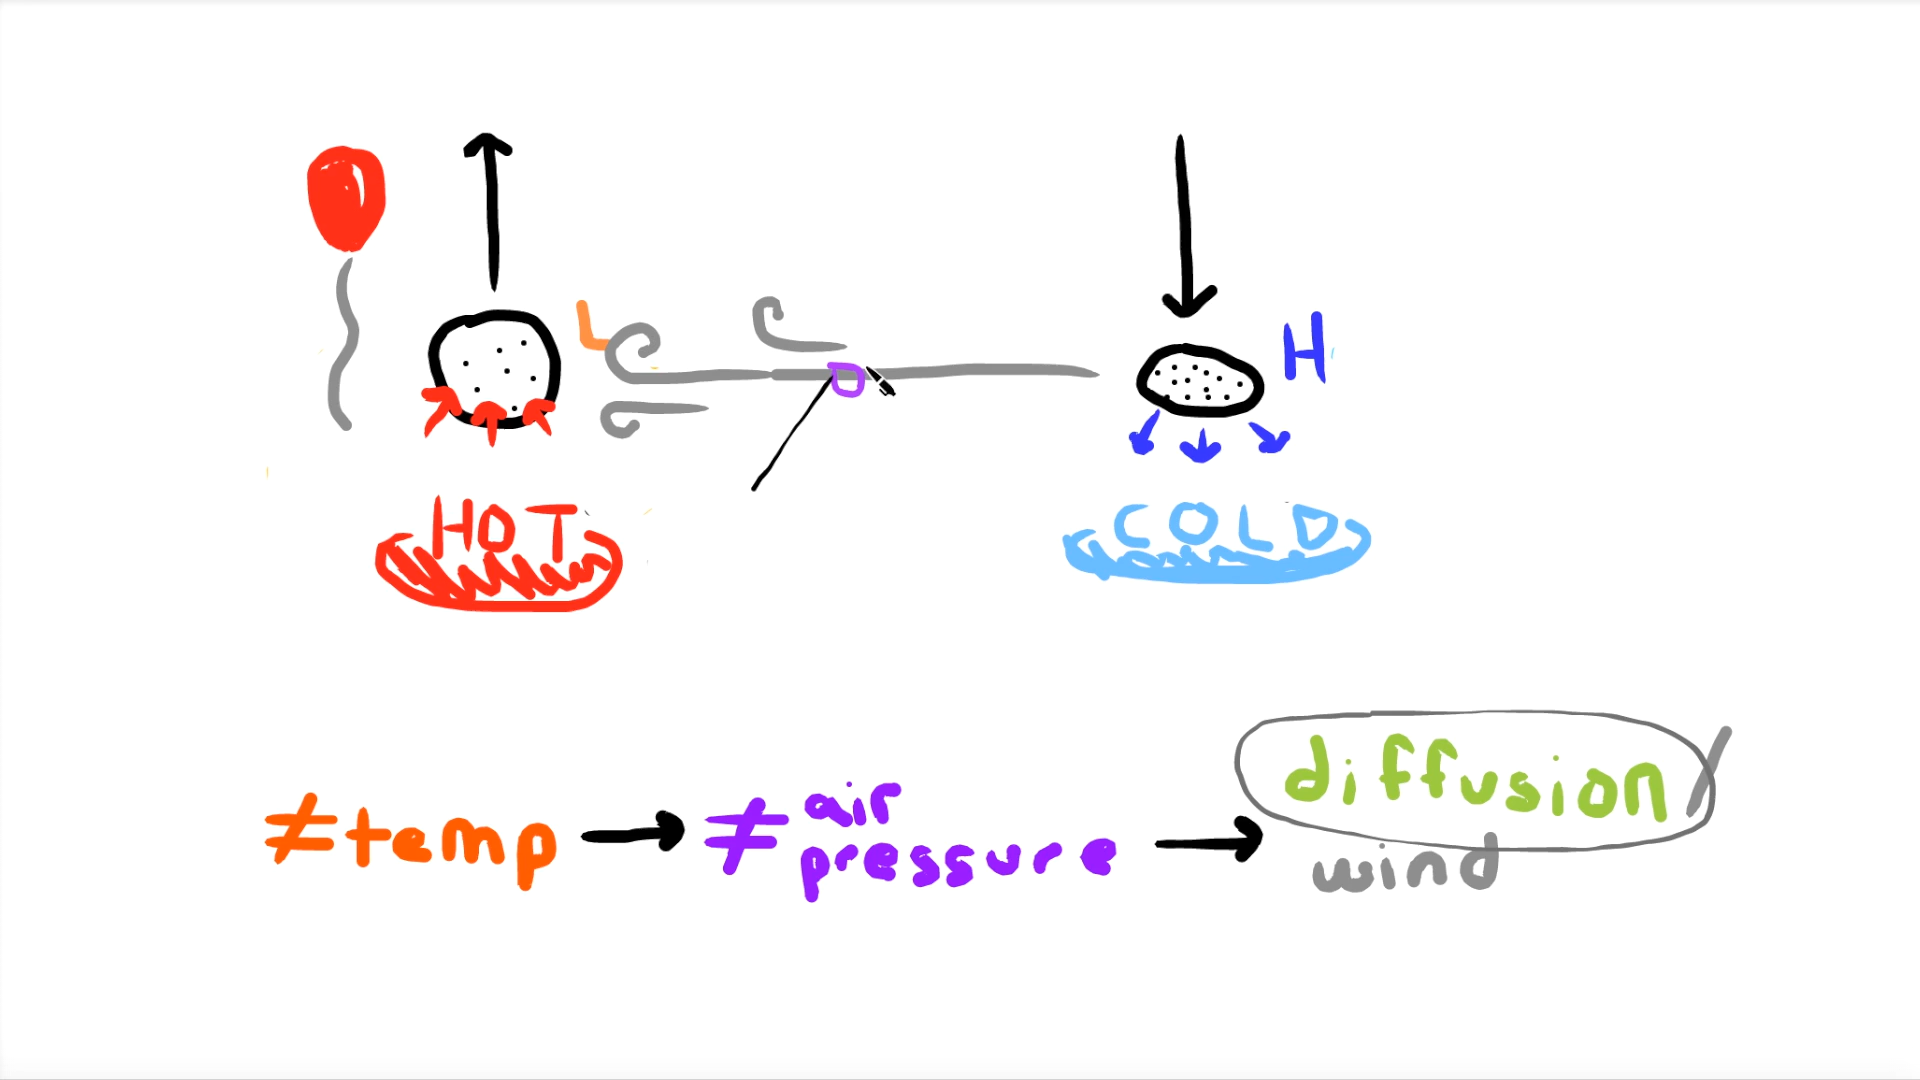 L
H
HOT
COLD
≠temp → ≠ air pressure → diffusion/
wind